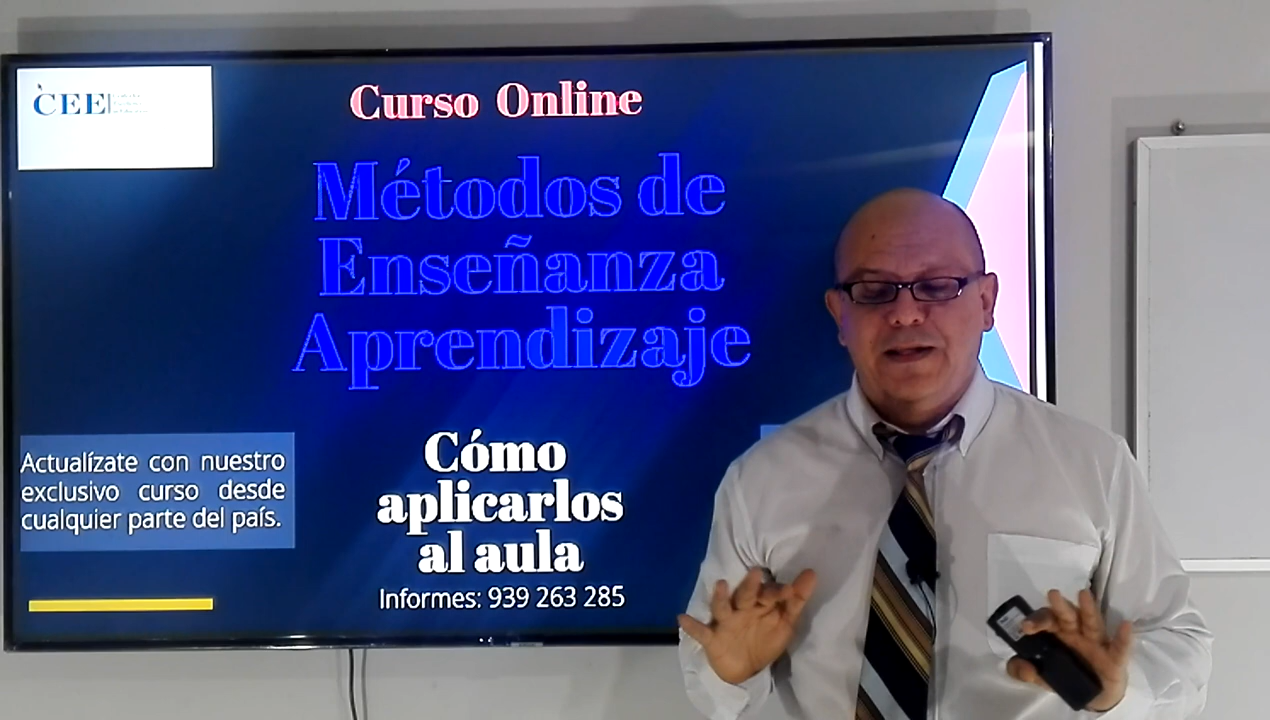 CEE
Curso Online
Métodos de
Enseñanza
Aprendizaje
Actualízate con nuestro
exclusivo curso desde
cualquier parte del país.
Cómo
aplicarlos
al aula
Informes: 939 263 285